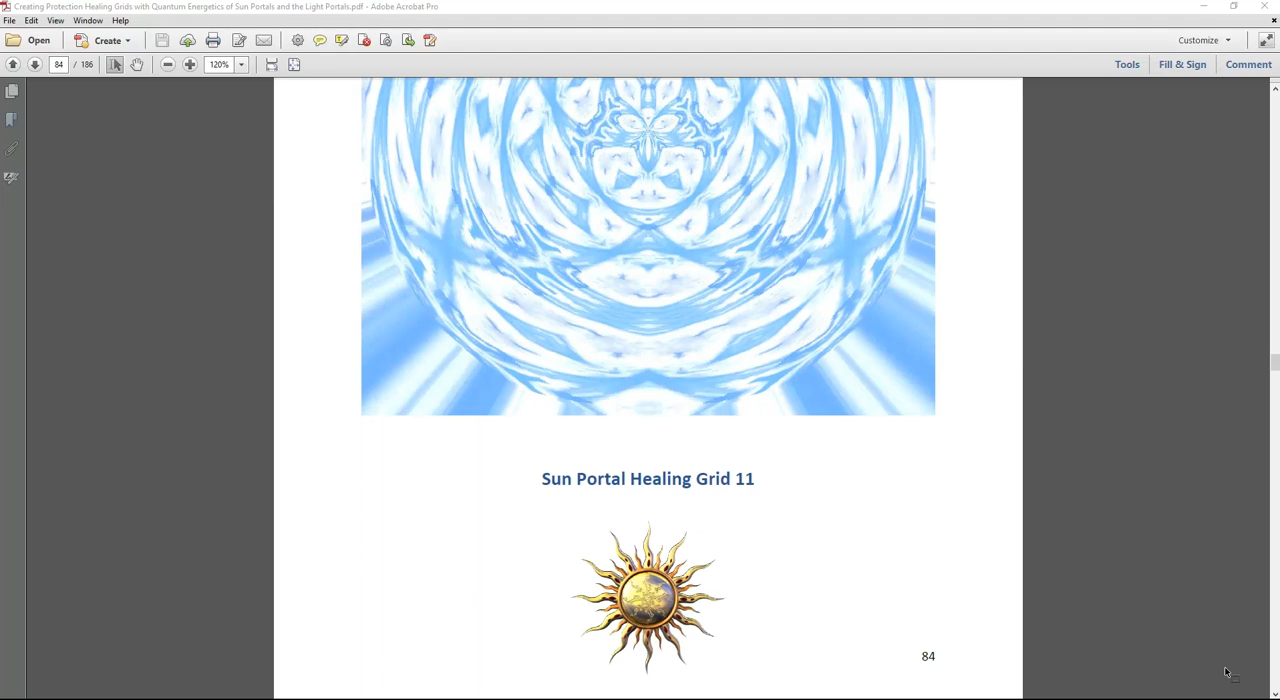 Creating Protection Healing Grids with Quantum Energetics of Sun Portals and the Light Portals.pdf - Adobe Acrobat Pro
File Edit View Window Help
Open Create Customize
84 / 186 120% Tools Fill & Sign Comment
Sun Portal Healing Grid 11
84